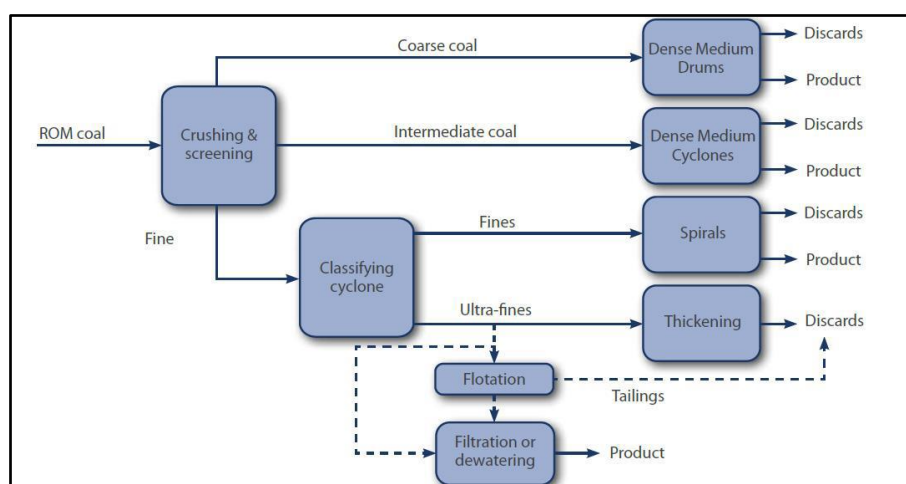 Coarse coal
Dense Medium
Drums
Discards
Product
ROM coal
Crushing &
screening
Intermediate coal
Dense Medium
Cyclones
Discards
Product
Fine
Classifying
cyclone
Fines
Spirals
Discards
Product
Ultra-fines
Thickening
Discards
Flotation
Tailings
Filtration or
dewatering
Product